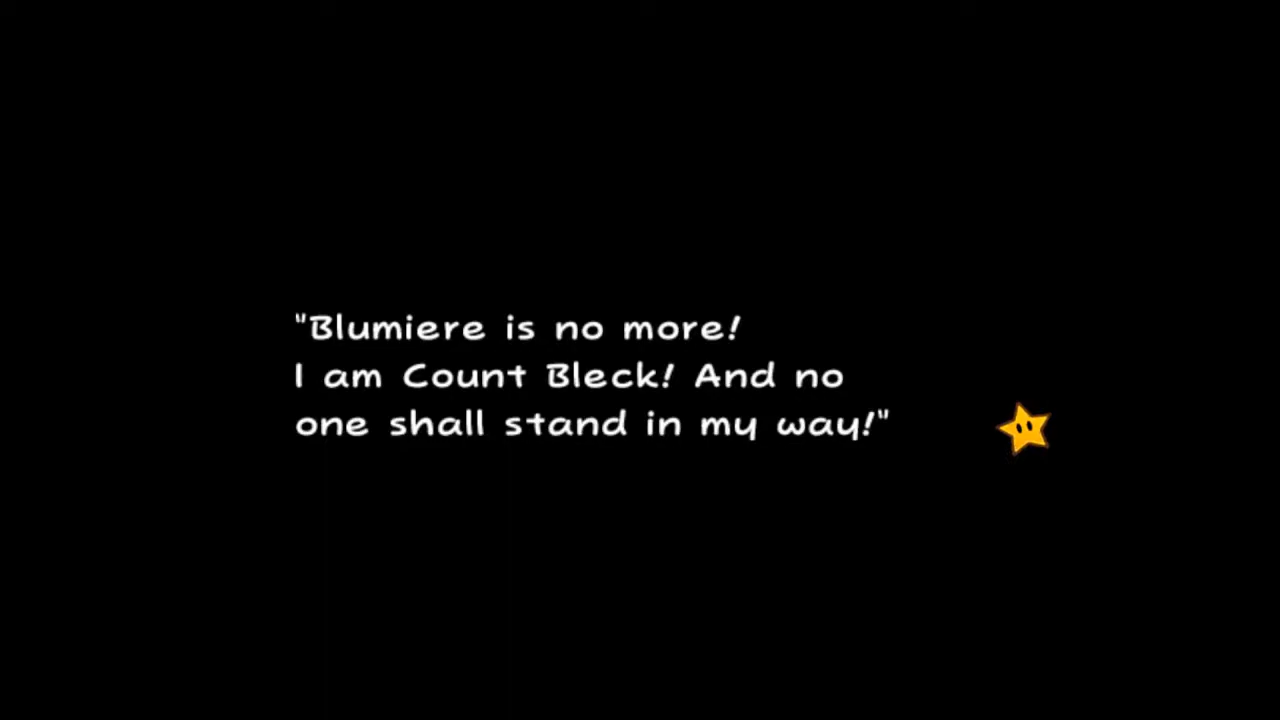 "Blumiere is no more!
I am Count Bleck! And no
one shall stand in my way!"